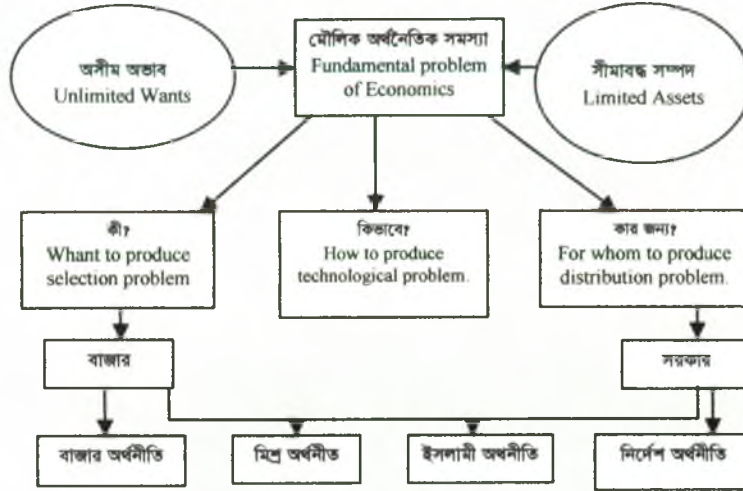 অসীম অভাব
Unlimited Wants
মৌলিক অর্থনৈতিক সমস্যা
Fundamental problem
of Economics
সীমাবদ্ধ সম্পদ
Limited Assets
কী?
Whant to produce
selection problem
কিভাবে?
How to produce
technological problem.
কার জন্য?
For whom to produce
distribution problem.
বাজার
সরকার
বাজার অর্থনীতি
মিশ্র অর্থনীত
ইসলামী অর্থনীতি
নির্দেশ অর্থনীতি